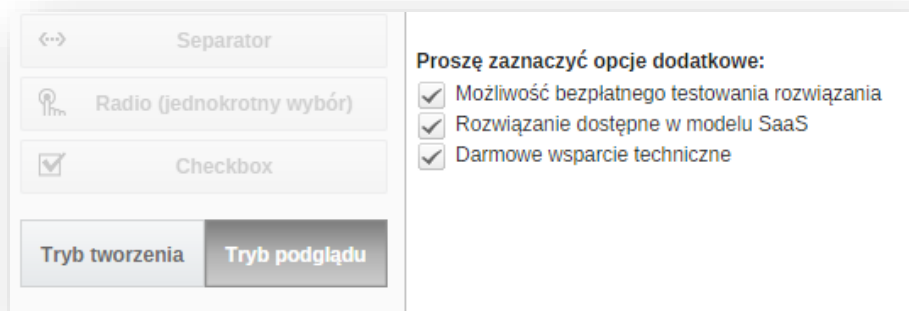 Separator
Radio (jednokrotny wybór)
Checkbox
Tryb tworzenia
Tryb podglądu
Proszę zaznaczyć opcje dodatkowe:
Możliwość bezpłatnego testowania rozwiązania
Rozwiązanie dostępne w modelu SaaS
Darmowe wsparcie techniczne